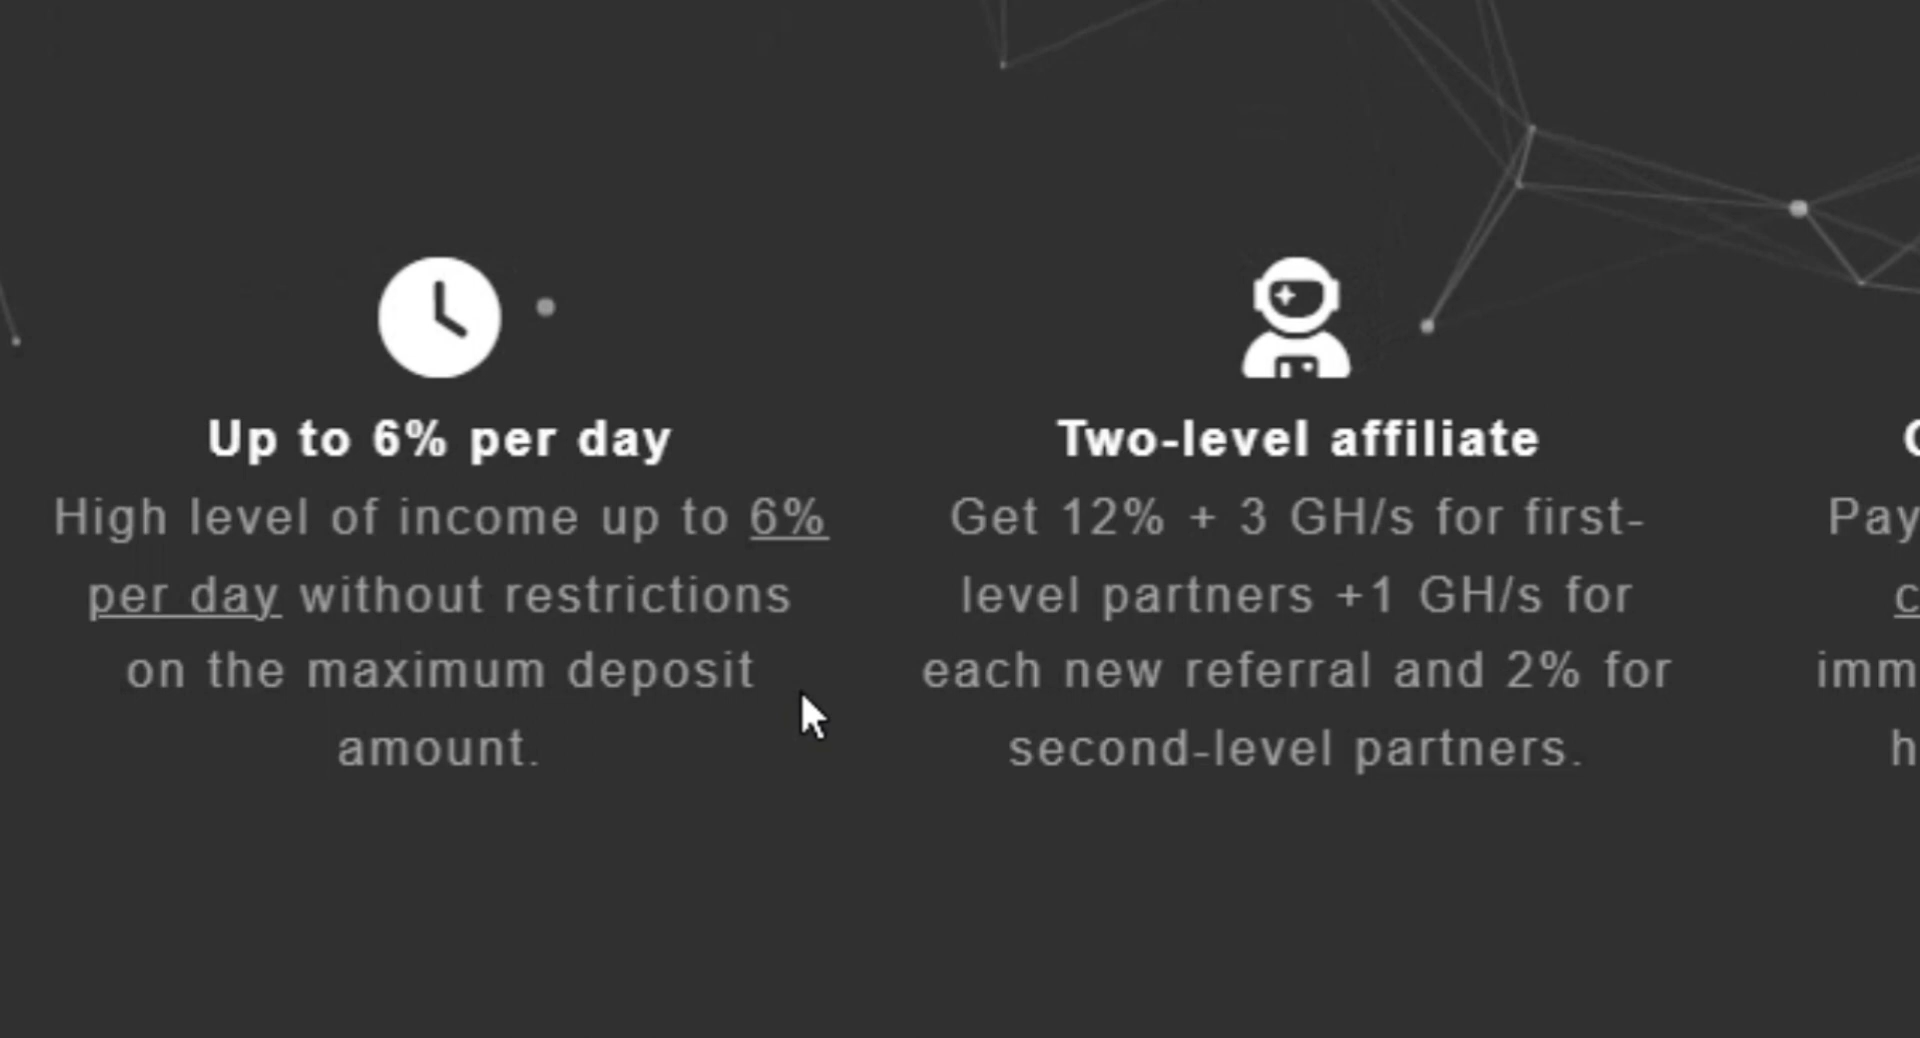 Up to 6% per day
High level of income up to 6%
per day without restrictions
on the maximum deposit
amount.
Two-level affiliate
Get 12% + 3 GH/s for first-
level partners +1 GH/s for
each new referral and 2% for
second-level partners.
Pay
imm